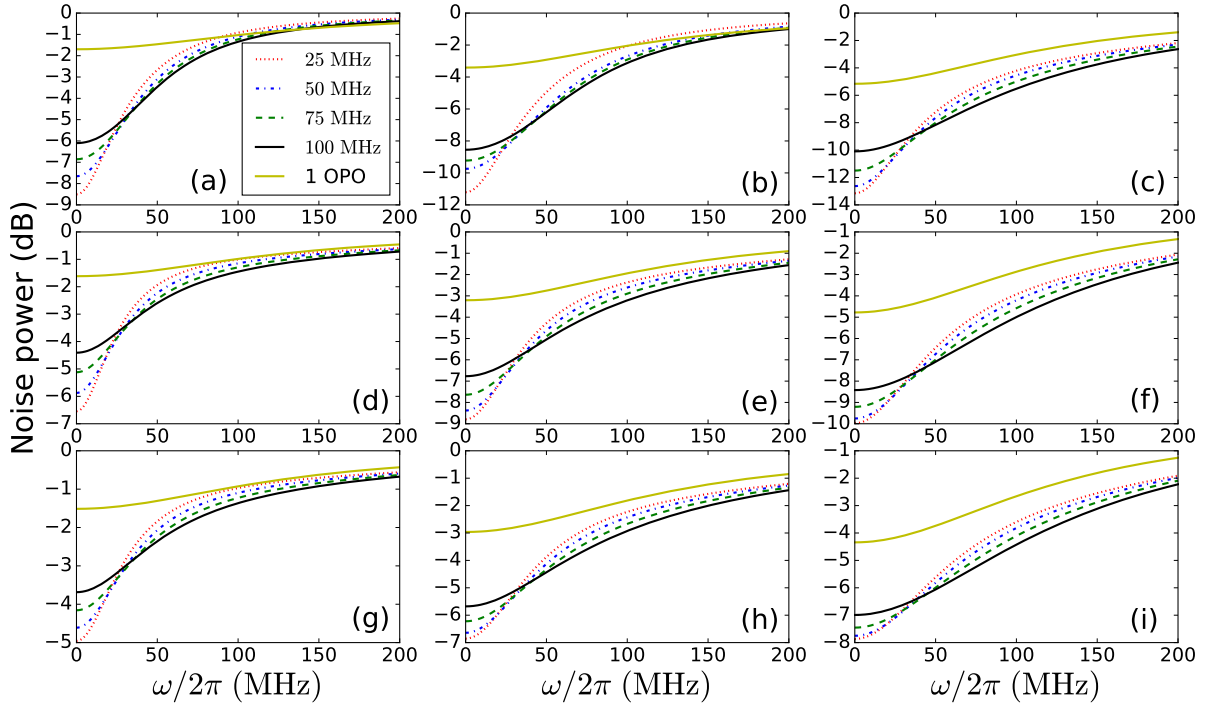 Noise power (dB)
0
−1
−2
−3
−4
−5
−6
−7
−8
−9
0 50 100 150 200
25 MHz
50 MHz
75 MHz
100 MHz
1 OPO
(a)
0
−2
−4
−6
−8
−10
−12
0 50 100 150 200
(b)
0
−2
−4
−6
−8
−10
−12
−14
0 50 100 150 200
(c)
0
−1
−2
−3
−4
−5
−6
−7
0 50 100 150 200
(d)
0
−1
−2
−3
−4
−5
−6
−7
−8
−9
0 50 100 150 200
(e)
−1
−2
−3
−4
−5
−6
−7
−8
−9
−10
0 50 100 150 200
(f)
0
−1
−2
−3
−4
−5
0 50 100 150 200
(g)
ω/2π (MHz)
0
−1
−2
−3
−4
−5
−6
−7
0 50 100 150 200
(h)
ω/2π (MHz)
−1
−2
−3
−4
−5
−6
−7
−8
0 50 100 150 200
(i)
ω/2π (MHz)